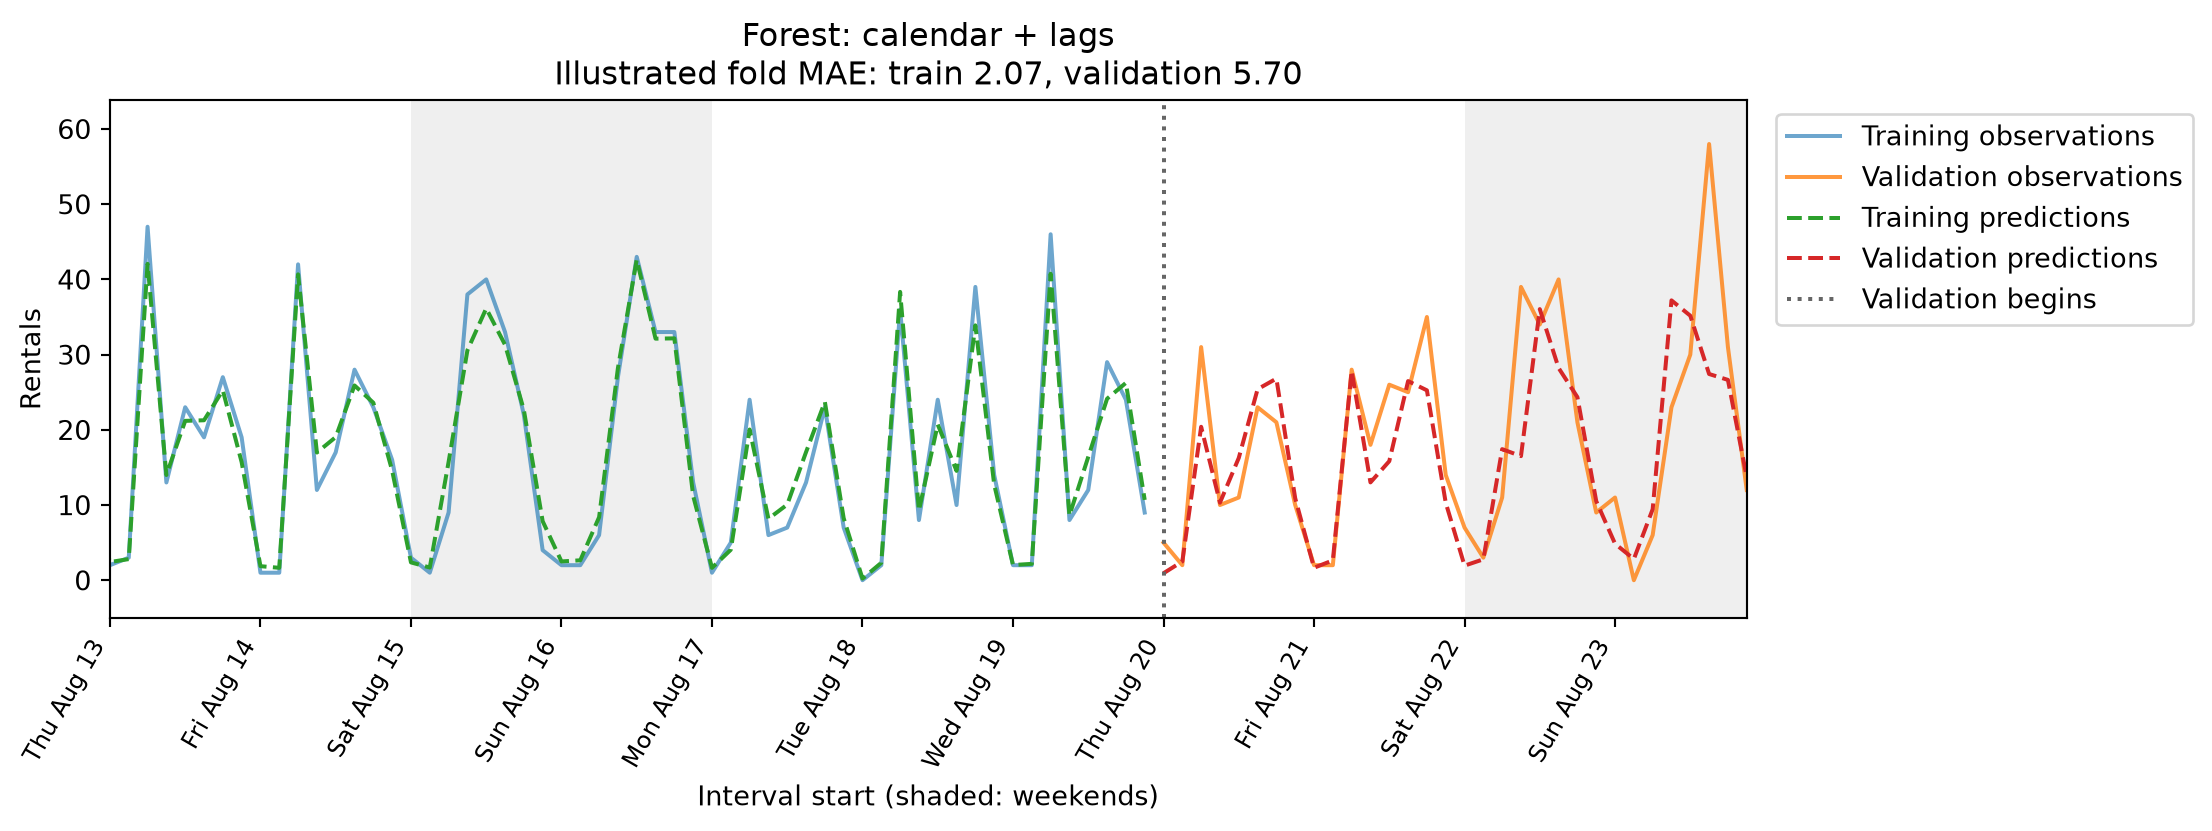 Forest: calendar + lags
Illustrated fold MAE: train 2.07, validation 5.70
Training observations
Validation observations
Training predictions
Validation predictions
Validation begins
Rentals
60
50
40
30
20
10
0
Thu Aug 13
Fri Aug 14
Sat Aug 15
Sun Aug 16
Mon Aug 17
Tue Aug 18
Wed Aug 19
Thu Aug 20
Fri Aug 21
Sat Aug 22
Sun Aug 23
Interval start (shaded: weekends)